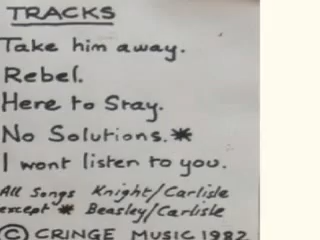 TRACKS
Take him away.
Rebel.
Here to Stay.
No Solutions.*
I wont listen to you.
All Songs Knight/Carlisle
except * Beasley/Carlisle
© CRINGE MUSIC 1982